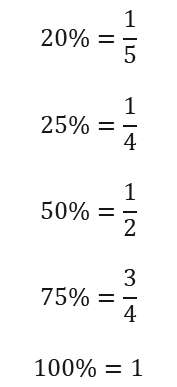 20% = 1/5
25% = 1/4
50% = 1/2
75% = 3/4
100% = 1